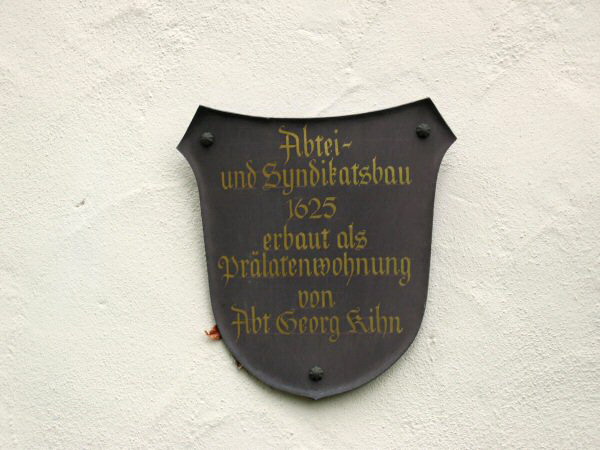 Abtei-
und Syndikatsbau
1625
erbaut als
Prälatenwohnung
von
Abt Georg Kihn